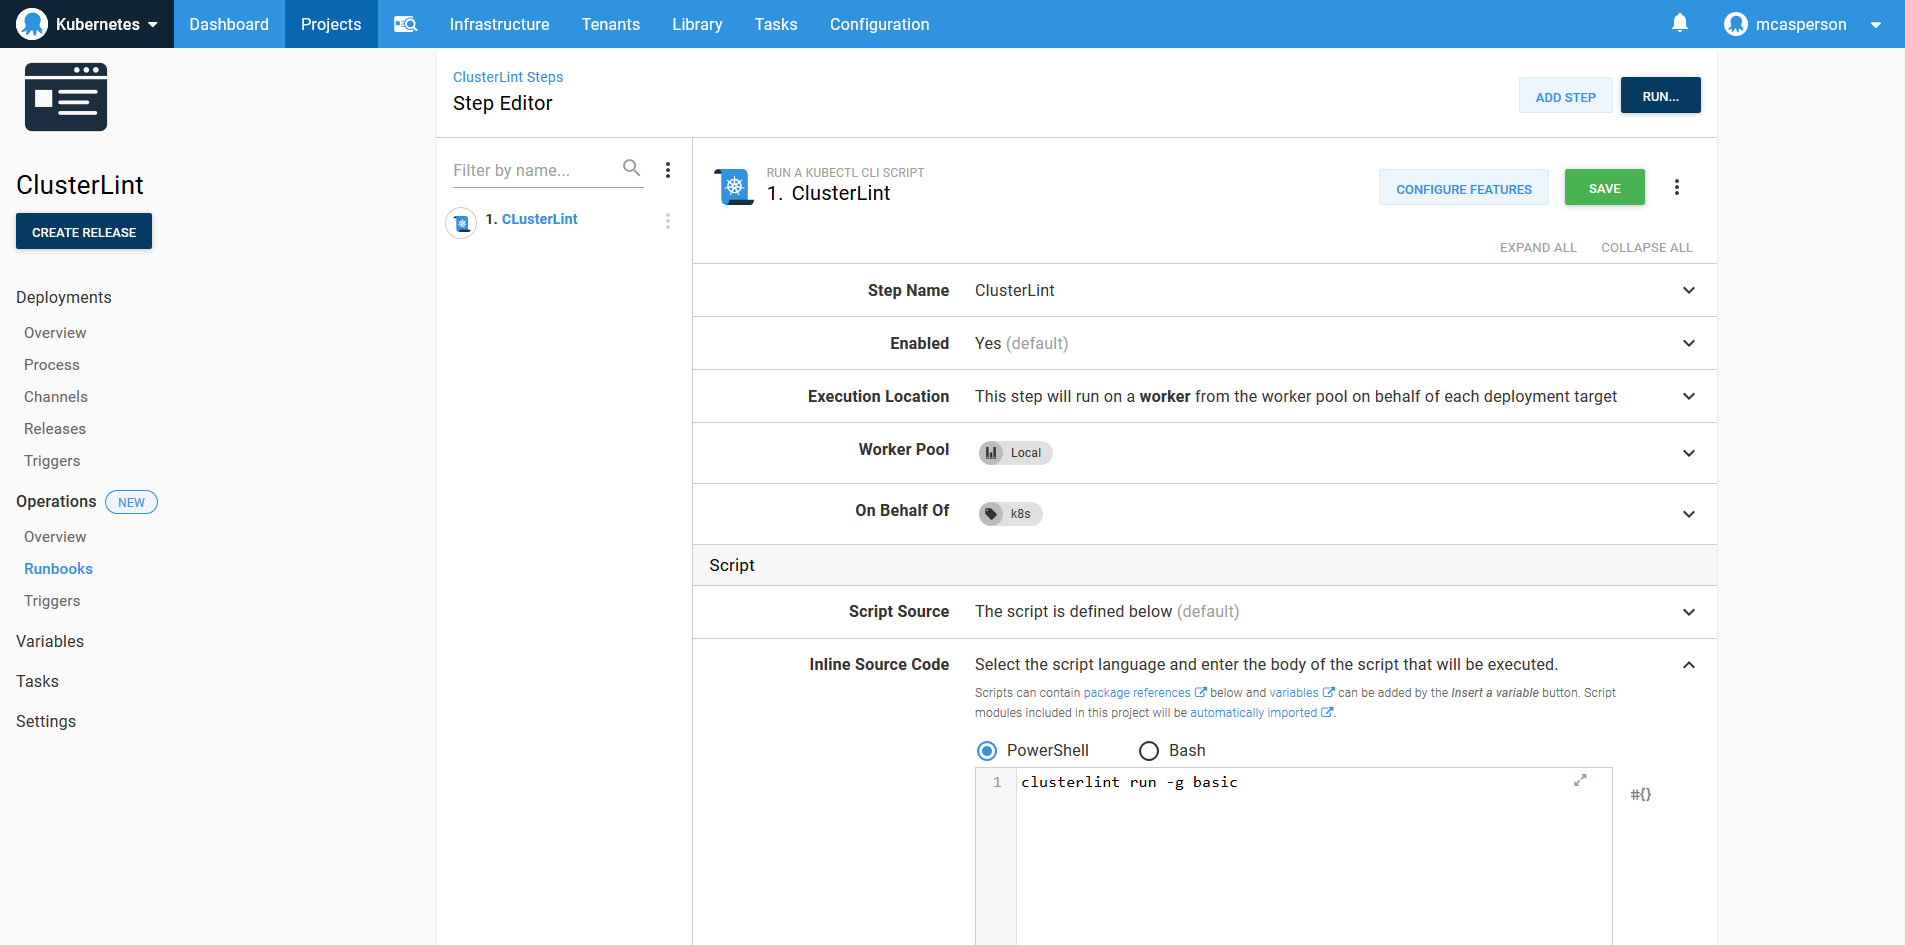 Kubernetes
Dashboard
Projects
Infrastructure
Tenants
Library
Tasks
Configuration
mcasperson
ClusterLint
CREATE RELEASE
Deployments
Overview
Process
Channels
Releases
Triggers
Operations NEW
Overview
Runbooks
Triggers
Variables
Tasks
Settings
ClusterLint Steps
Step Editor
ADD STEP
RUN...
Filter by name...
1. CLusterLint
RUN A KUBECTL CLI SCRIPT
1. ClusterLint
CONFIGURE FEATURES
SAVE
EXPAND ALL
COLLAPSE ALL
Step Name ClusterLint
Enabled Yes (default)
Execution Location This step will run on a worker from the worker pool on behalf of each deployment target
Worker Pool Local
On Behalf Of k8s
Script
Script Source The script is defined below (default)
Inline Source Code Select the script language and enter the body of the script that will be executed.
Scripts can contain package references below and variables can be added by the Insert a variable button. Script
modules included in this project will be automatically imported .
PowerShell Bash
1 clusterlint run -g basic
#{}